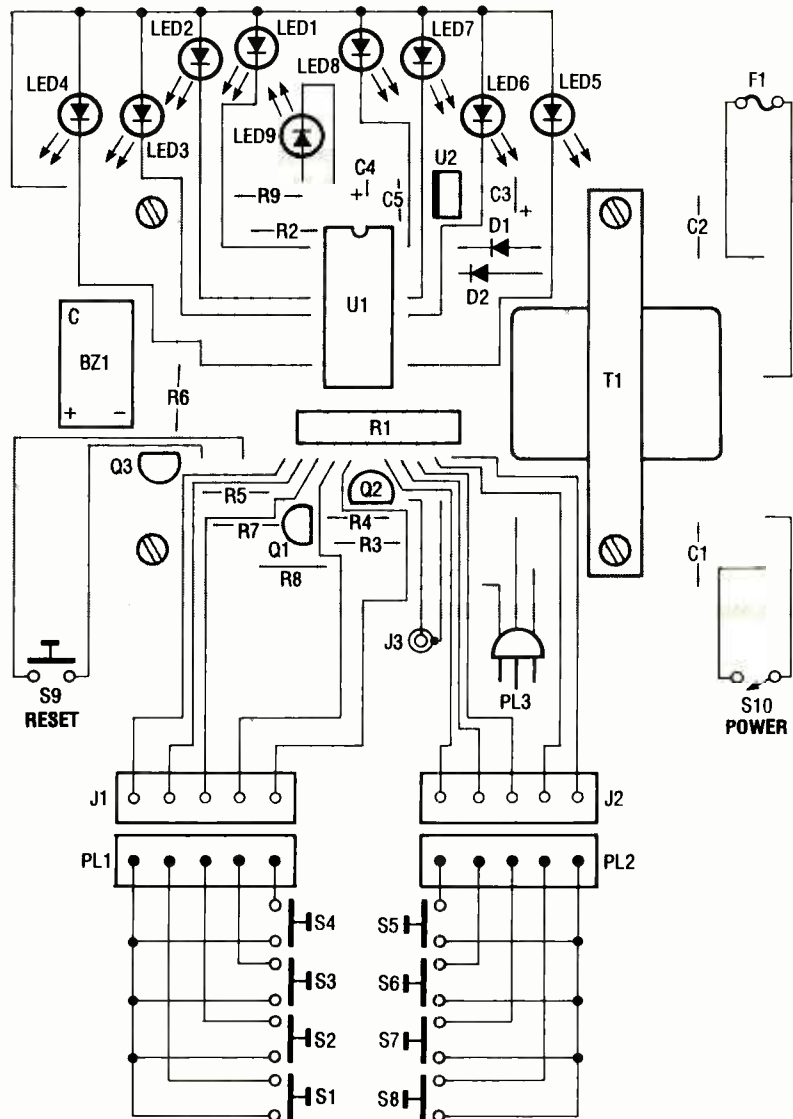 LED2
LED1
LED7
LED8
LED4
LED6
LED5
F1
LED3
LED9
U2
C4
R9
C5
C3
+
+
R2
D1
C2
D2
U1
C
BZ1
+ -
R6
T1
R1
Q3
Q2
R5
R4
R7
Q1
R3
C1
R8
J3
S9
RESET
PL3
S10
POWER
J1
J2
PL1
PL2
S4
S5
S3
S6
S2
S7
S1
S8